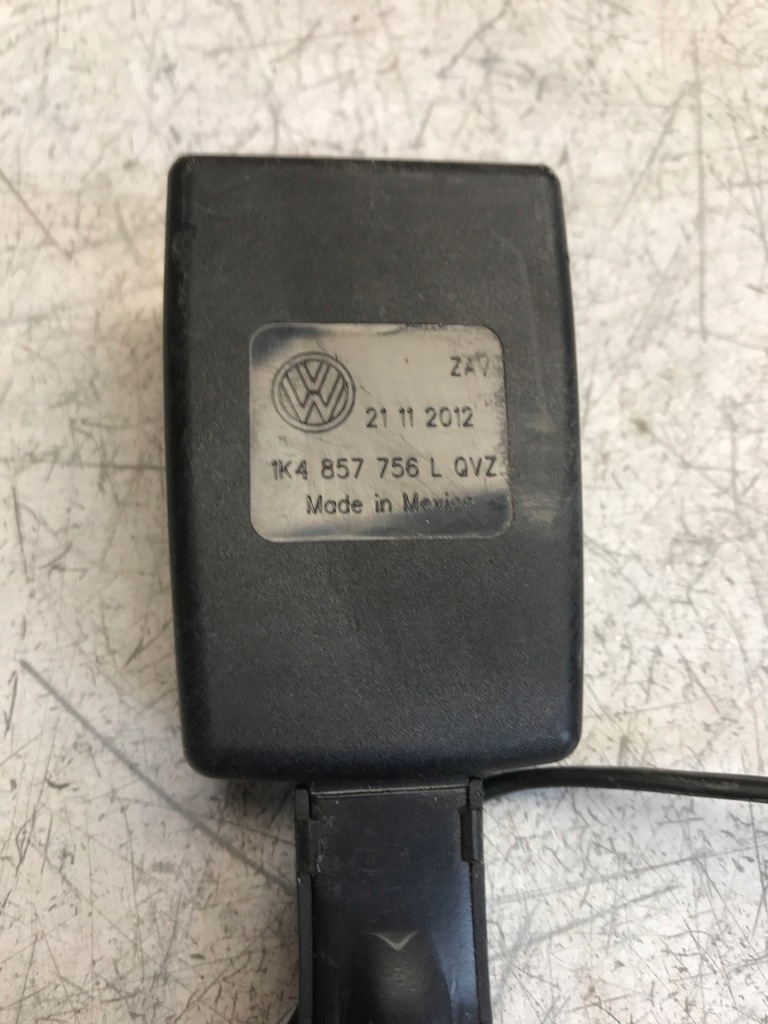 ZAV
21 11 2012
1K4 857 756 L QVZ
Made in Mexico